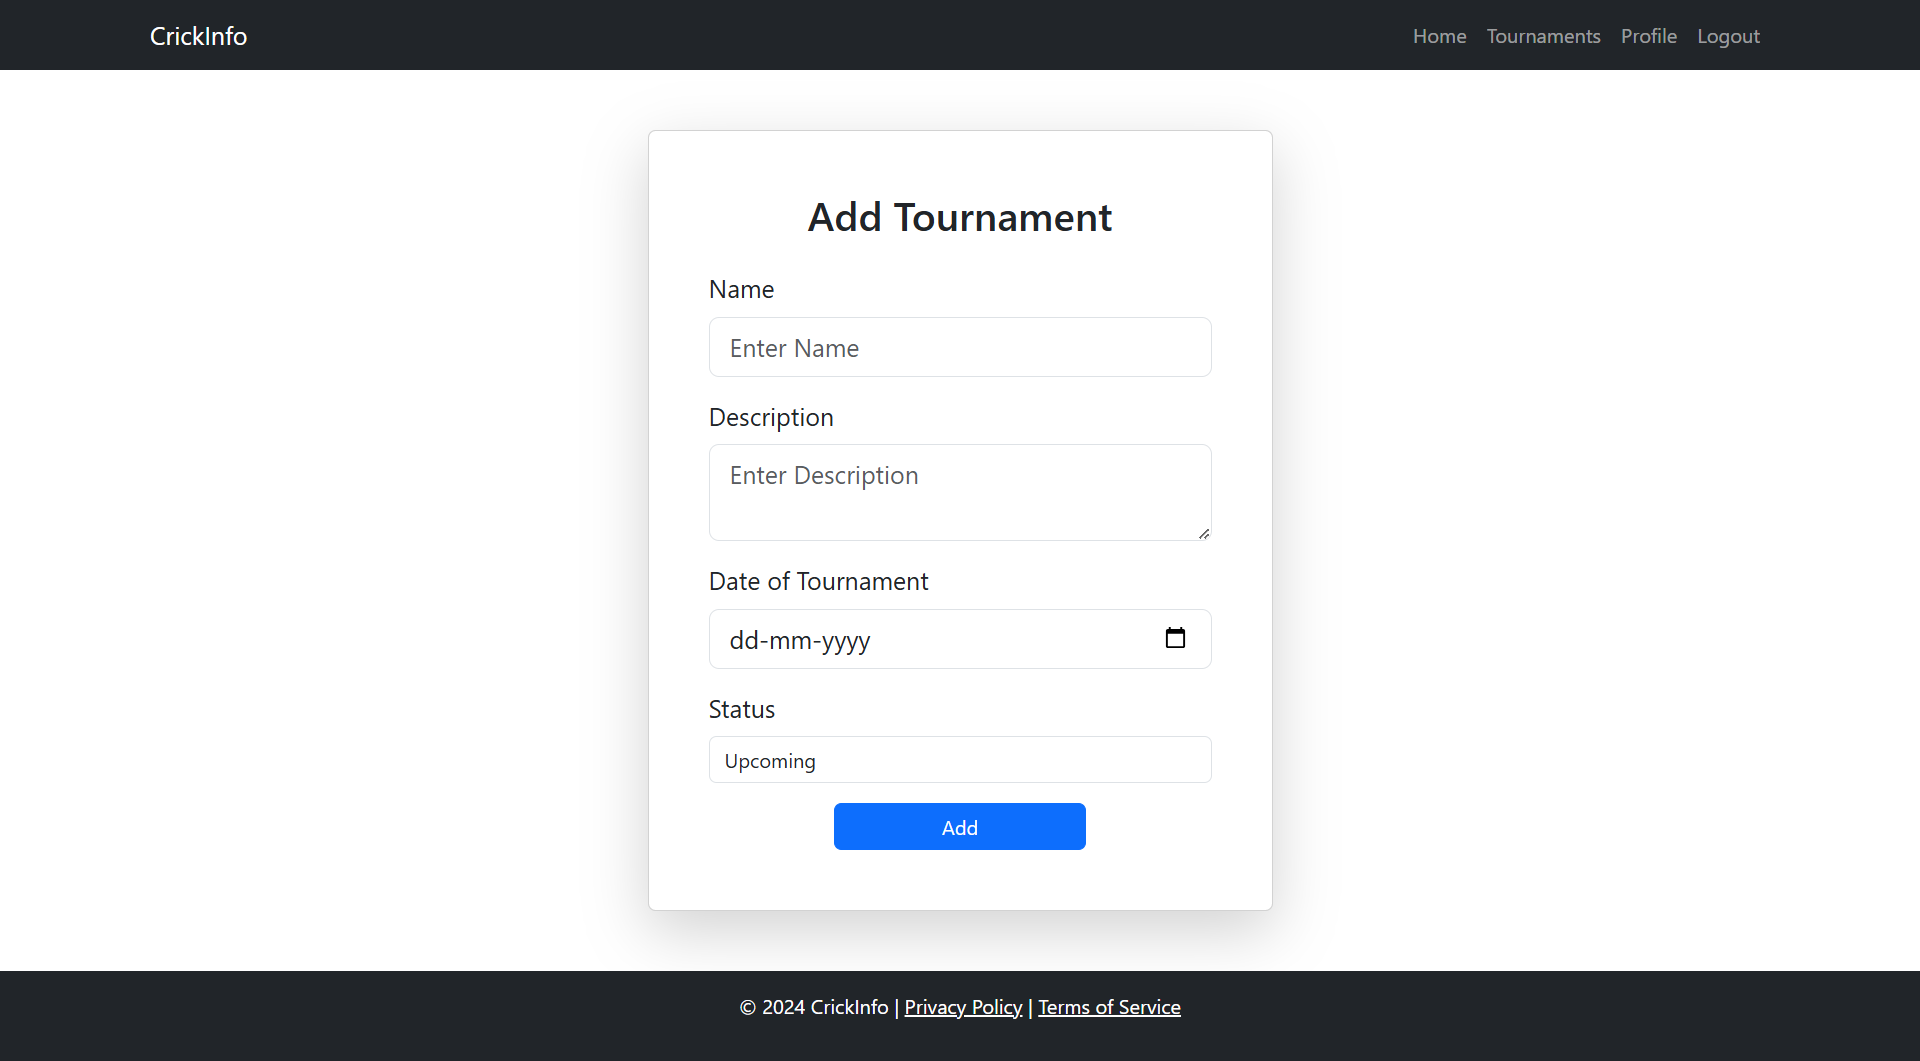 CrickInfo Home Tournaments Profile Logout
Add Tournament
Name
Enter Name
Description
Enter Description
Date of Tournament
dd-mm-yyyy
Status
Upcoming
Add
© 2024 CrickInfo | Privacy Policy | Terms of Service